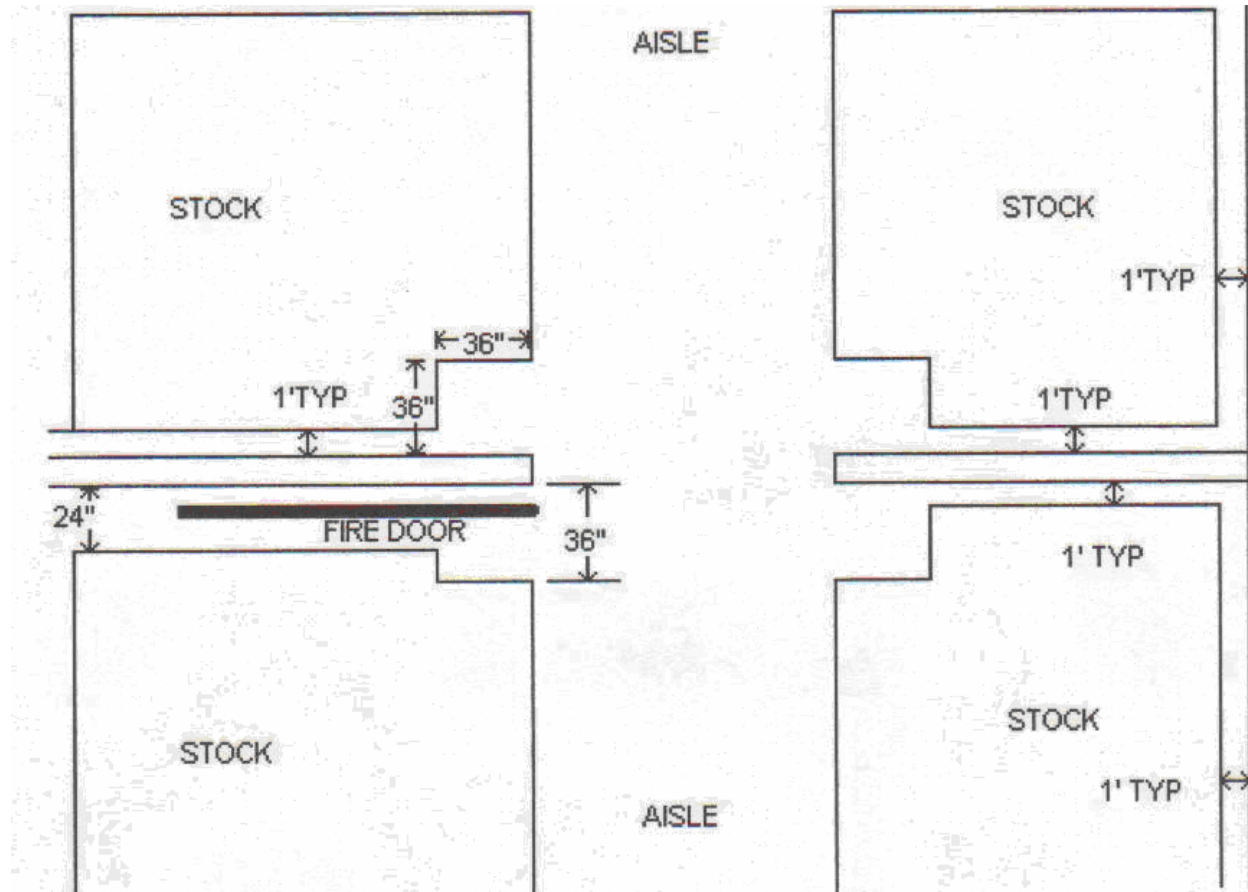 AISLE
STOCK
STOCK
1'TYP
36"
1'TYP
36"
1'TYP
24"
FIRE DOOR
36"
1' TYP
STOCK
STOCK
1' TYP
AISLE